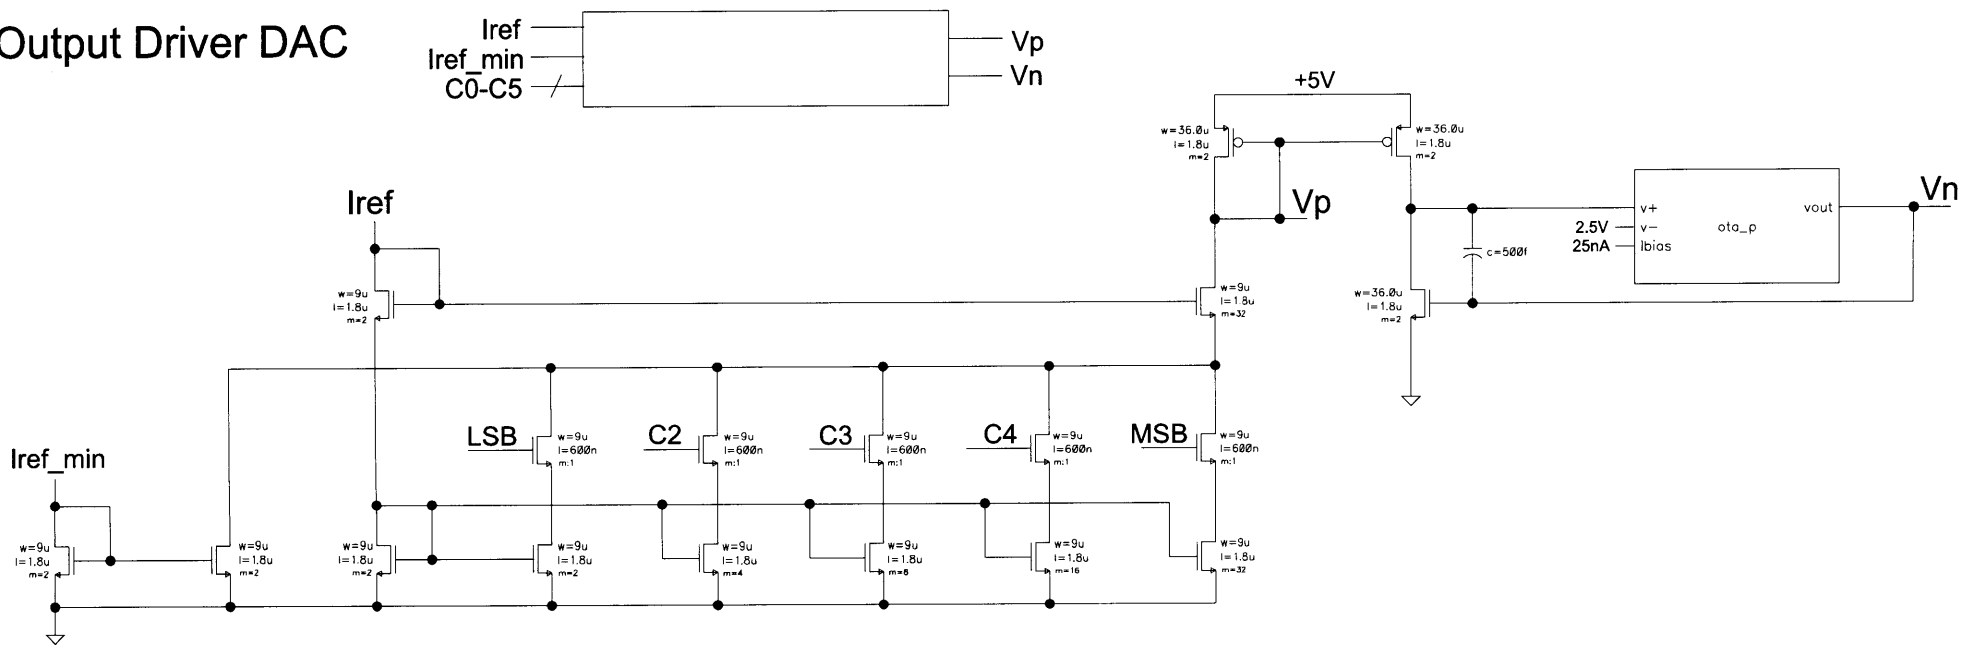 Output Driver DAC
Iref
Iref_min
C0-C5
Vp
Vn
+5V
w=36.0u
l=1.8u
m=2
w=36.0u
l=1.8u
m=2
Vp
Iref
w=9u
l=1.8u
m=2
w=9u
l=1.8u
m=32
v+
v-
Ibias
ota_p
vout
2.5V
25nA
Vn
c=500f
w=36.0u
l=1.8u
m=2
LSB
w=9u
l=600n
m:1
C2
w=9u
l=600n
m:1
C3
w=9u
l=600n
m:1
C4
w=9u
l=600n
m:1
MSB
w=9u
l=600n
m:1
Iref_min
w=9u
l=1.8u
m=2
w=9u
l=1.8u
m=2
w=9u
l=1.8u
m=2
w=9u
l=1.8u
m=2
w=9u
l=1.8u
m=4
w=9u
l=1.8u
m=8
w=9u
l=1.8u
m=16
w=9u
l=1.8u
m=32